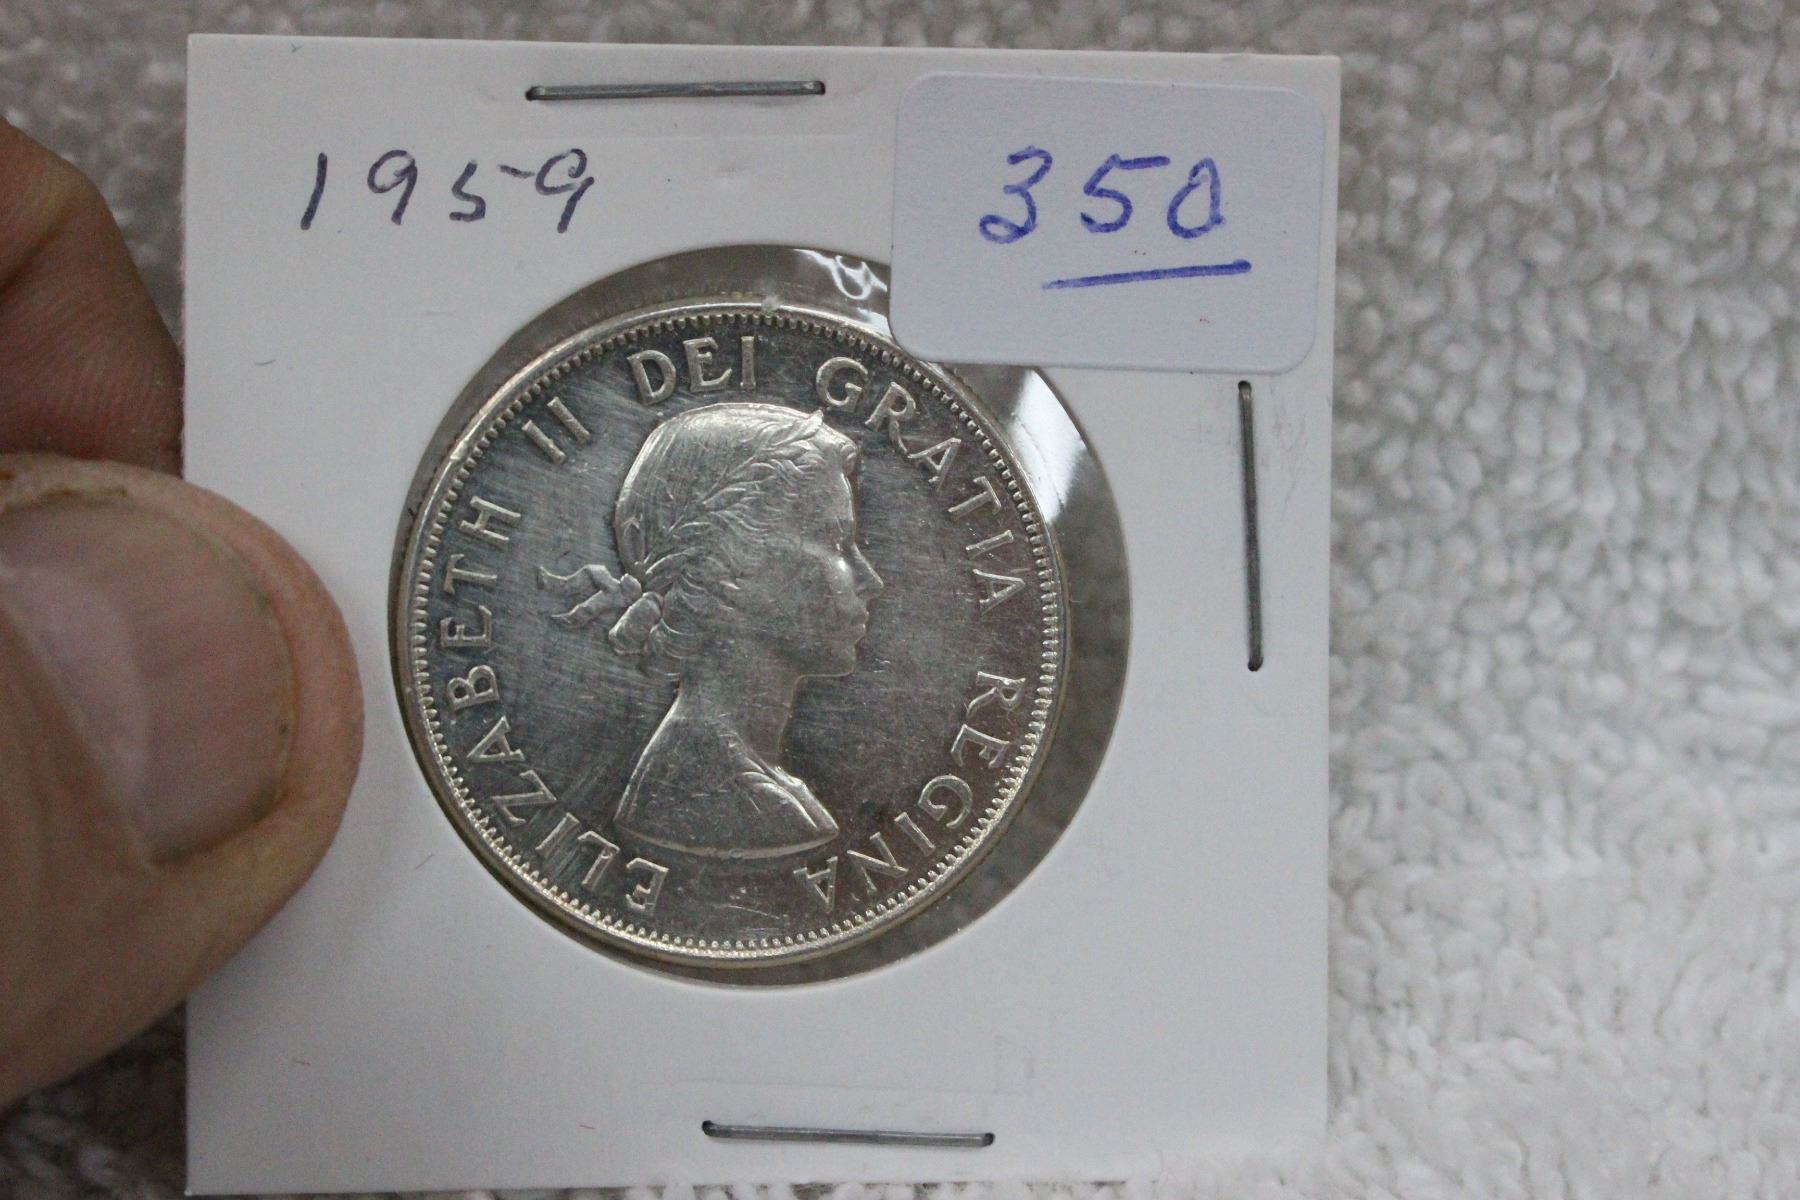 1959
350
ELIZABETH II DEI GRATIA REGINA